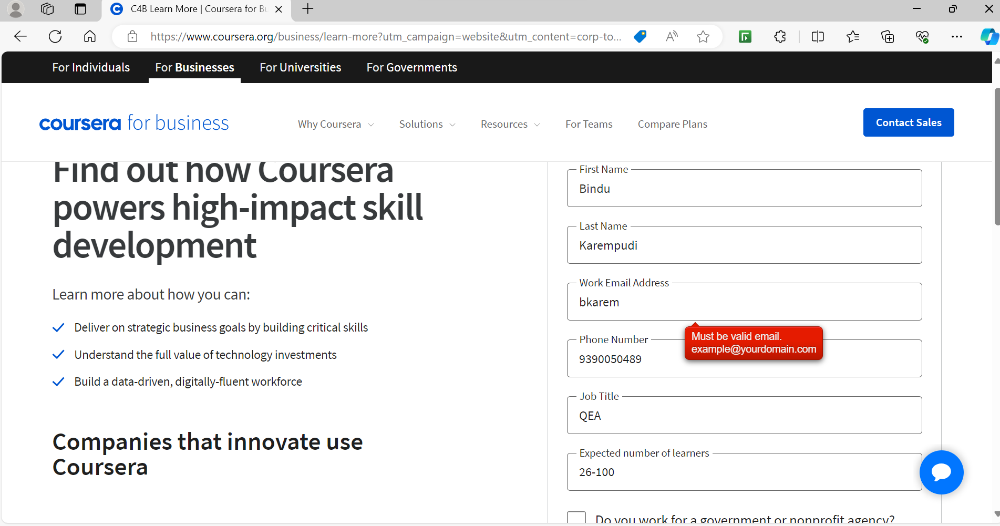 C4B Learn More | Coursera for Bu
https://www.coursera.org/business/learn-more?utm_campaign=website&utm_content=corp-to...
For Individuals For Businesses For Universities For Governments
coursera for business Why Coursera Solutions Resources For Teams Compare Plans Contact Sales
Find out how Coursera
powers high-impact skill
development
Learn more about how you can:
Deliver on strategic business goals by building critical skills
Understand the full value of technology investments
Build a data-driven, digitally-fluent workforce
Companies that innovate use
Coursera
First Name
Bindu
Last Name
Karempudi
Work Email Address
bkarem
Must be valid email.
example@yourdomain.com
Phone Number
9390050489
Job Title
QEA
Expected number of learners
26-100
Do you work for a government or nonprofit agency?